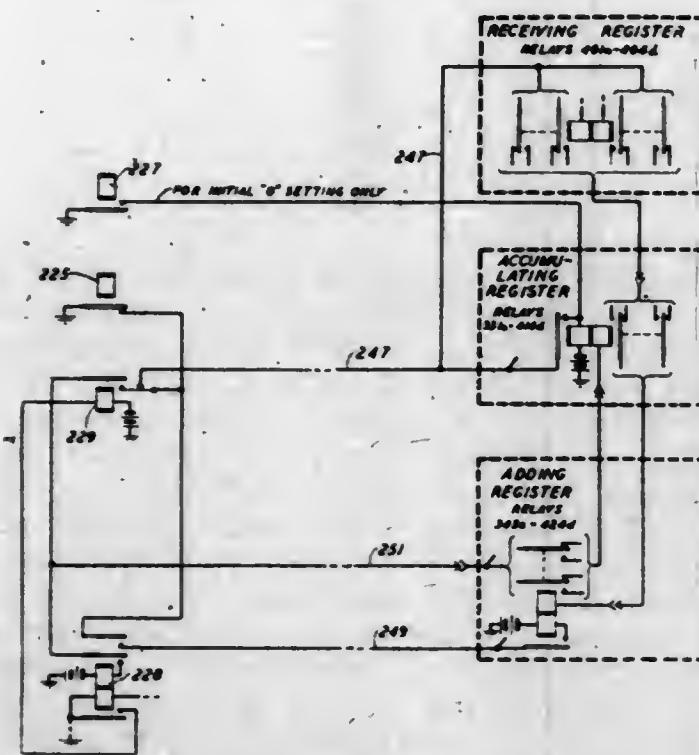 RECEIVING REGISTER
RELAYS
247
227
FOR INITIAL "0" SETTING ONLY
225
ACCUMU-
LATING
REGISTER
RELAYS
247
229
ADDING
REGISTER
RELAYS
251
249
228